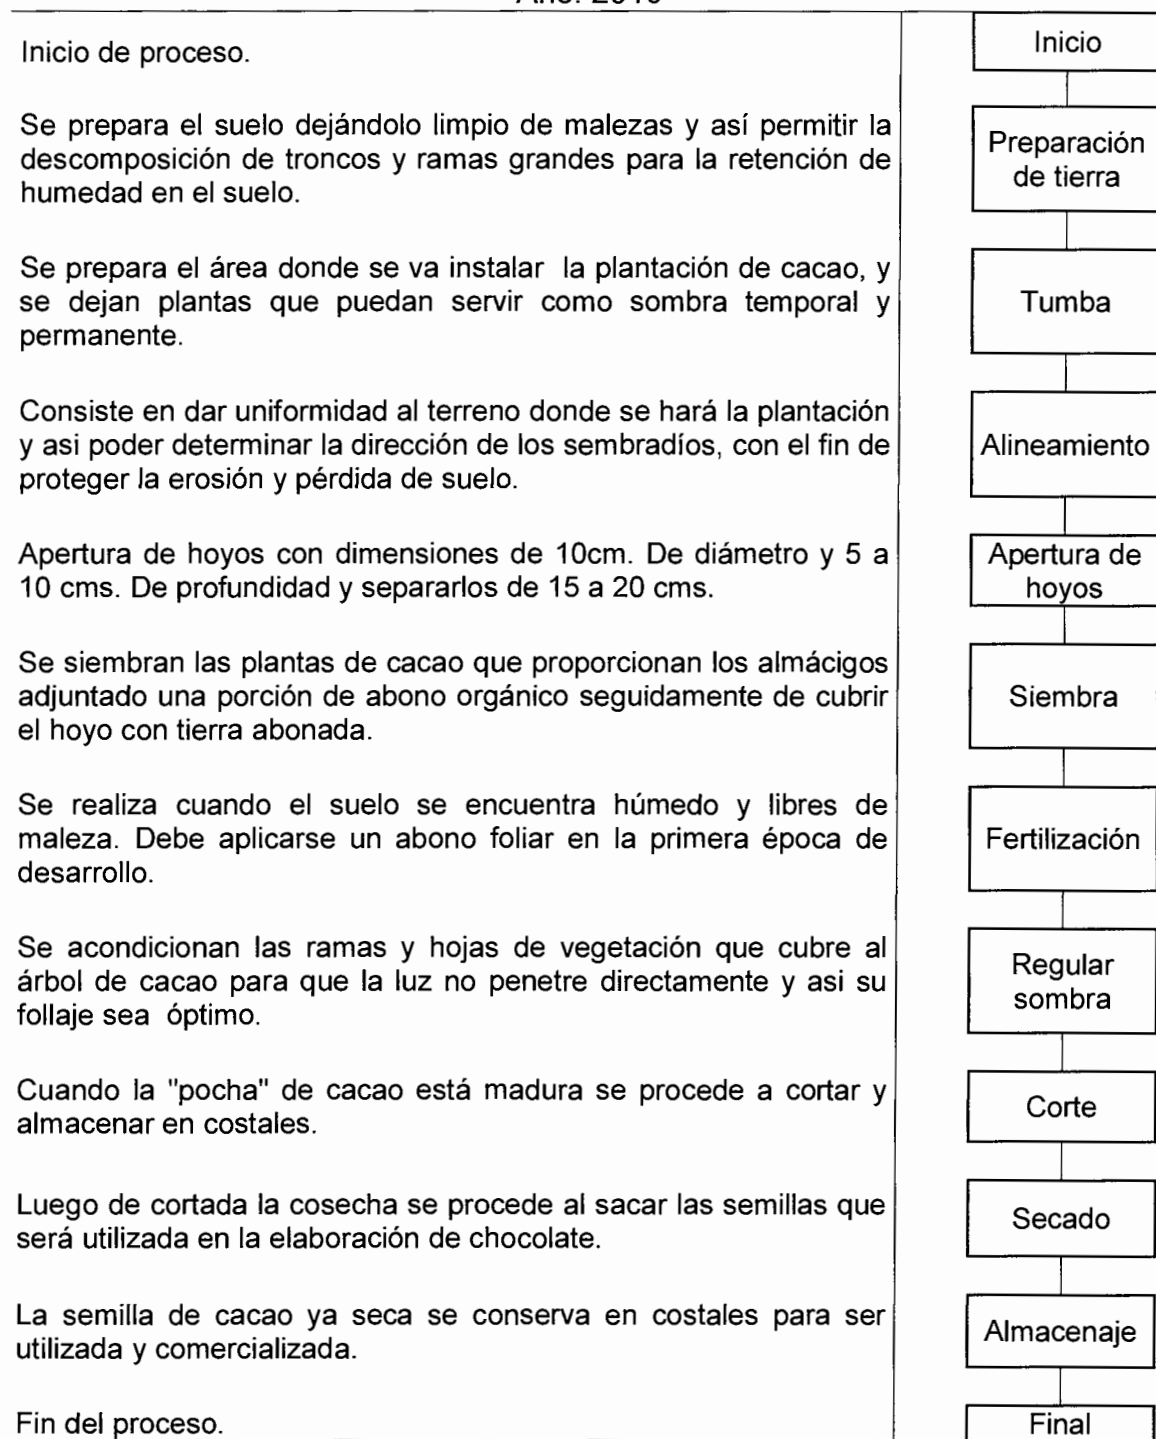 Inicio de proceso.
Inicio
Se prepara el suelo dejándolo limpio de malezas y así permitir la
descomposición de troncos y ramas grandes para la retención de
humedad en el suelo.
Preparación
de tierra
Se prepara el área donde se va instalar la plantación de cacao, y
se dejan plantas que puedan servir como sombra temporal y
permanente.
Tumba
Consiste en dar uniformidad al terreno donde se hará la plantación
y asi poder determinar la dirección de los sembradíos, con el fin de
proteger la erosión y pérdida de suelo.
Alineamiento
Apertura de hoyos con dimensiones de 10cm. De diámetro y 5 a
10 cms. De profundidad y separarlos de 15 a 20 cms.
Apertura de
hoyos
Se siembran las plantas de cacao que proporcionan los almácigos
adjuntado una porción de abono orgánico seguidamente de cubrir
el hoyo con tierra abonada.
Siembra
Se realiza cuando el suelo se encuentra húmedo y libres de
maleza. Debe aplicarse un abono foliar en la primera época de
desarrollo.
Fertilización
Se acondicionan las ramas y hojas de vegetación que cubre al
árbol de cacao para que la luz no penetre directamente y asi su
follaje sea óptimo.
Regular
sombra
Cuando la "pocha" de cacao está madura se procede a cortar y
almacenar en costales.
Corte
Luego de cortada la cosecha se procede al sacar las semillas que
será utilizada en la elaboración de chocolate.
Secado
La semilla de cacao ya seca se conserva en costales para ser
utilizada y comercializada.
Almacenaje
Fin del proceso.
Final